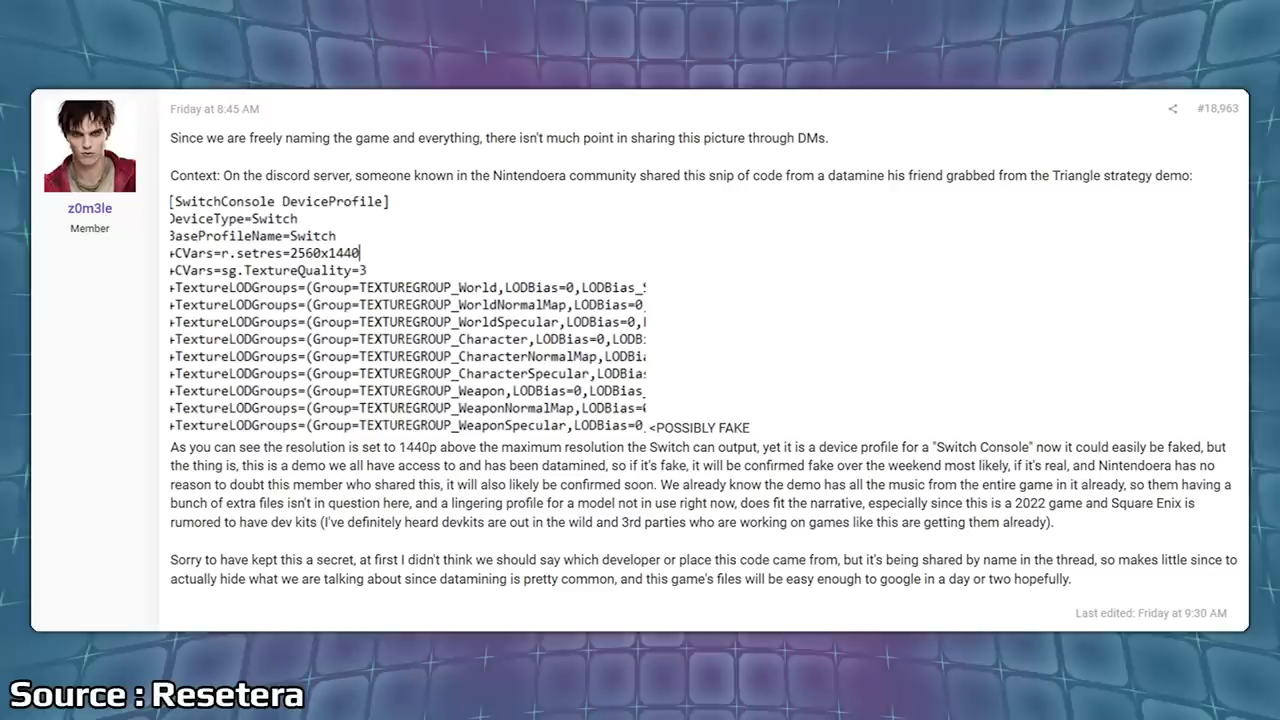 Friday at 8:45 AM
#18,963
Since we are freely naming the game and everything, there isn't much point in sharing this picture through DMs.
z0m3le
Member
Context: On the discord server, someone known in the Nintendoera community shared this snip of code from a datamine his friend grabbed from the Triangle strategy demo:
[SwitchConsole DeviceProfile]
DeviceType=Switch
BaseProfileName=Switch
+CVars=r.setres=2560x1440
+CVars=sg.TextureQuality=3
+TextureLODGroups=(Group=TEXTUREGROUP_World,LODBias=0,LODBias_
+TextureLODGroups=(Group=TEXTUREGROUP_WorldNormalMap,LODBias=0
+TextureLODGroups=(Group=TEXTUREGROUP_WorldSpecular,LODBias=0,
+TextureLODGroups=(Group=TEXTUREGROUP_Character,LODBias=0,LODB
+TextureLODGroups=(Group=TEXTUREGROUP_CharacterNormalMap,LODBi
+TextureLODGroups=(Group=TEXTUREGROUP_CharacterSpecular,LODBias
+TextureLODGroups=(Group=TEXTUREGROUP_Weapon,LODBias=0,LODBias_
+TextureLODGroups=(Group=TEXTUREGROUP_WeaponNormalMap,LODBias=
+TextureLODGroups=(Group=TEXTUREGROUP_WeaponSpecular,LODBias=0 <POSSIBLY FAKE
As you can see the resolution is set to 1440p above the maximum resolution the Switch can output, yet it is a device profile for a "Switch Console" now it could easily be faked, but
the thing is, this is a demo we all have access to and has been datamined, so if it's fake, it will be confirmed fake over the weekend most likely, if it's real, and Nintendoera has no
reason to doubt this member who shared this, it will also likely be confirmed soon. We already know the demo has all the music from the entire game in it already, so them having a
bunch of extra files isn't in question here, and a lingering profile for a model not in use right now, does fit the narrative, especially since this is a 2022 game and Square Enix is
rumored to have dev kits (I've definitely heard devkits are out in the wild and 3rd parties who are working on games like this are getting them already).
Sorry to have kept this a secret, at first I didn't think we should say which developer or place this code came from, but it's being shared by name in the thread, so makes little since to
actually hide what we are talking about since datamining is pretty common, and this game's files will be easy enough to google in a day or two hopefully.
Last edited: Friday at 9:30 AM
Source : Resetera